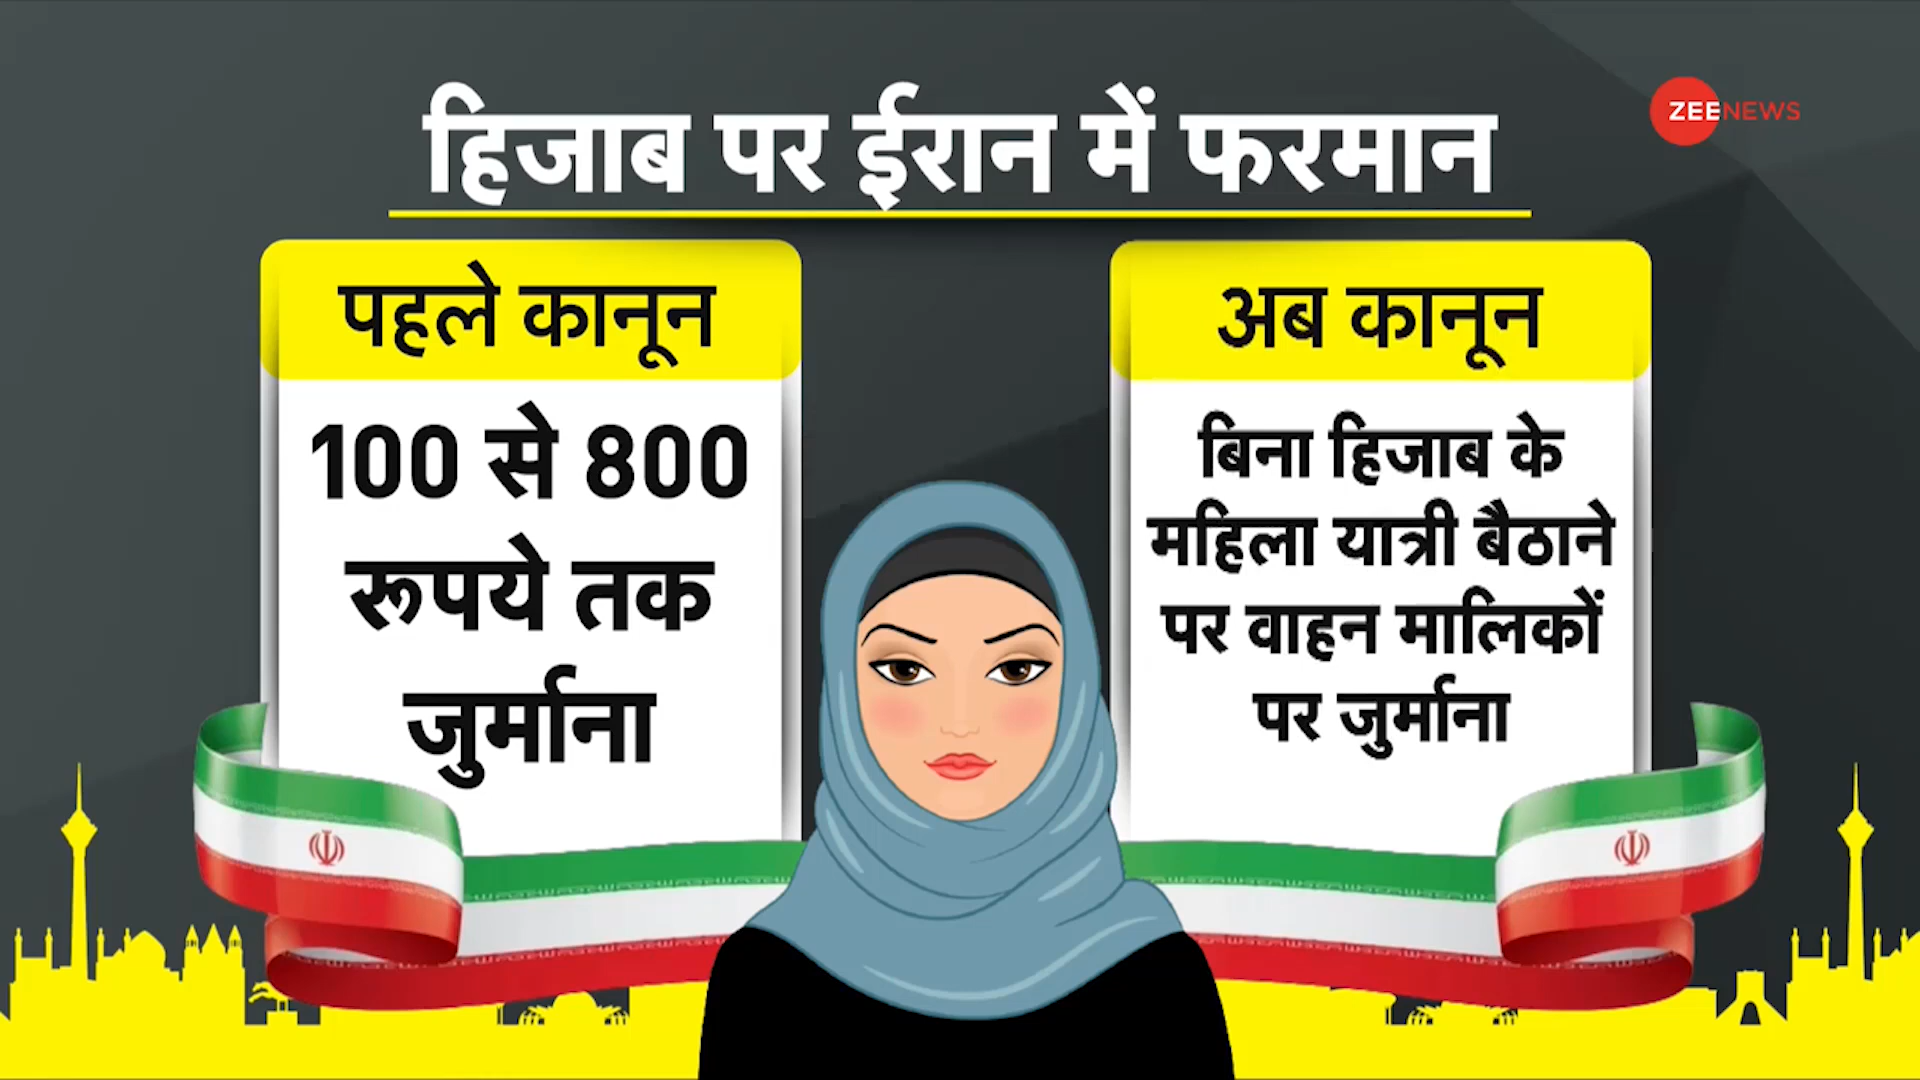 हिजाब पर ईरान में फरमान
ZEENEWS
पहले कानून
100 से 800
रूपये तक
जुर्माना
अब कानून
बिना हिजाब के
महिला यात्री बैठाने
पर वाहन मालिकों
पर जुर्माना